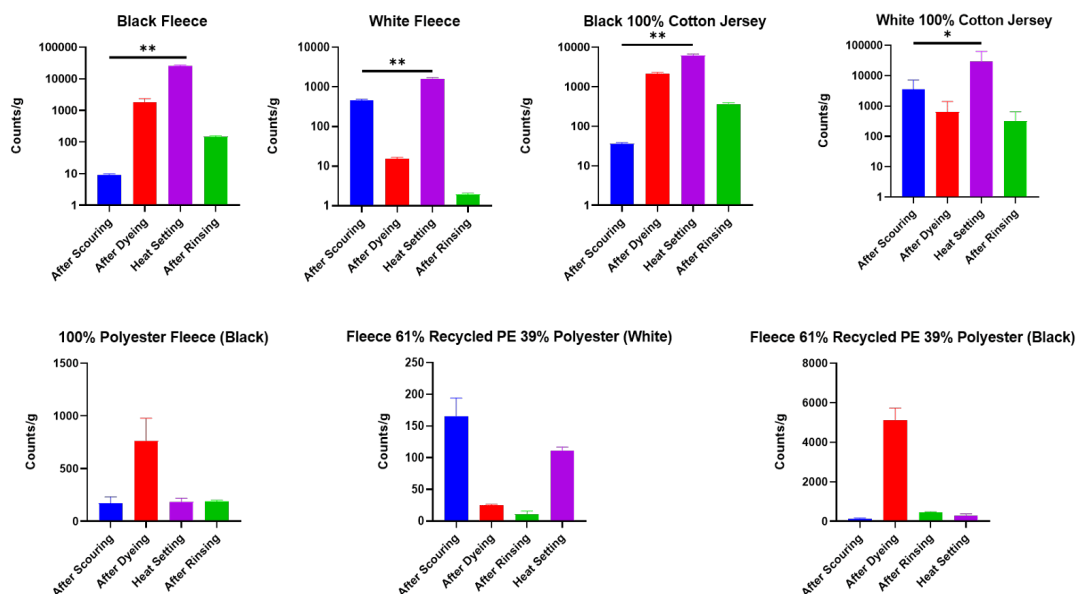 Black Fleece
Counts/g
100000
10000
1000
100
10
1
**
After Scouring
After Dyeing
Heat Setting
After Rinsing
White Fleece
Counts/g
10000
1000
100
10
1
**
After Scouring
After Dyeing
Heat Setting
After Rinsing
Black 100% Cotton Jersey
Counts/g
10000
1000
100
10
1
**
After Scouring
After Dyeing
Heat Setting
After Rinsing
White 100% Cotton Jersey
Counts/g
100000
10000
1000
100
10
1
*
After Scouring
After Dyeing
Heat Setting
After Rinsing
100% Polyester Fleece (Black)
Counts/g
1500
1000
500
0
After Scouring
After Dyeing
Heat Setting
After Rinsing
Fleece 61% Recycled PE 39% Polyester (White)
Counts/g
250
200
150
100
50
0
After Scouring
After Dyeing
After Rinsing
Heat Setting
Fleece 61% Recycled PE 39% Polyester (Black)
Counts/g
8000
6000
4000
2000
0
After Scouring
After Dyeing
After Rinsing
Heat Setting